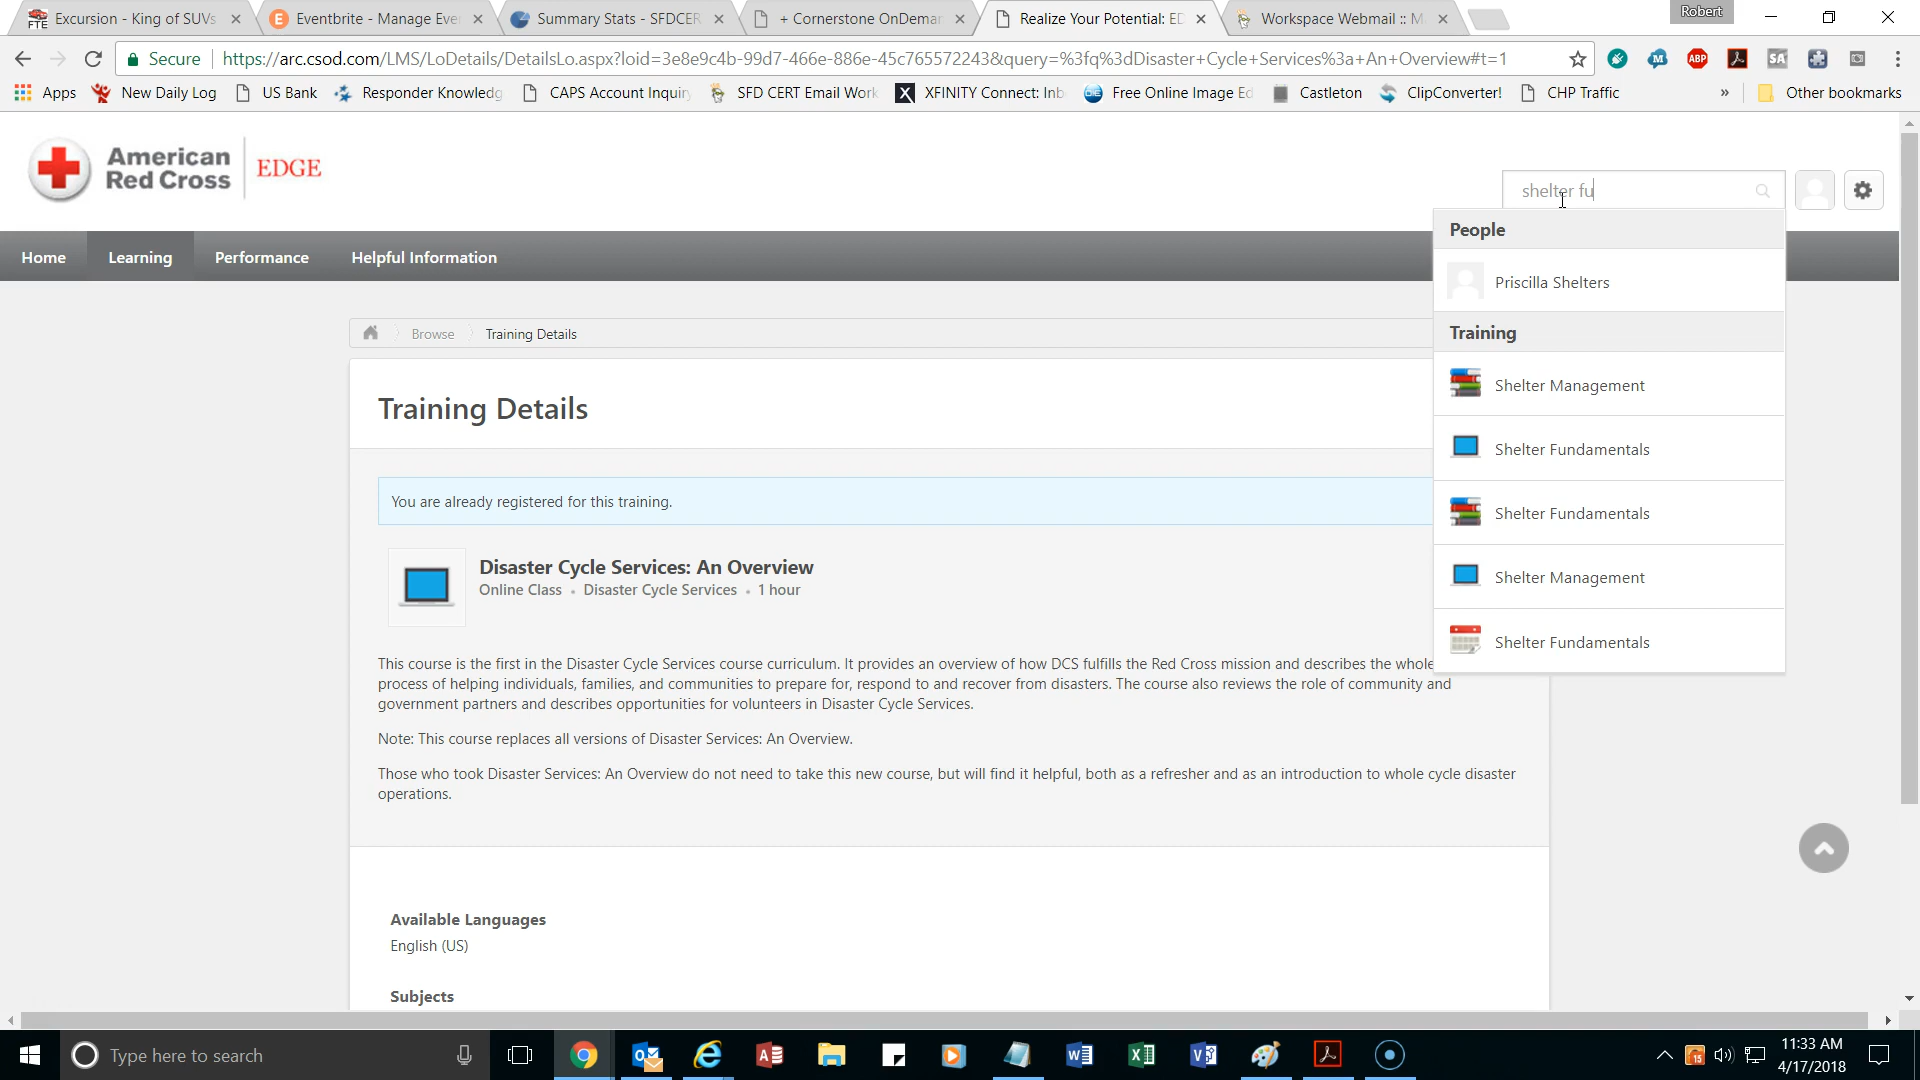 Excursion - King of SUVs
Eventbrite - Manage Eve
Summary Stats - SFDCER
+ Cornerstone OnDeman
Realize Your Potential: ED
Workspace Webmail :: M
Robert
Secure
https://arc.csod.com/LMS/LoDetails/DetailsLo.aspx?loid=3e8e9c4b-99d7-466e-886e-45c765572243&query=%3fq%3dDisaster+Cycle+Services%3a+An+Overview#t=1
Apps
New Daily Log
US Bank
Responder Knowledg
CAPS Account Inquir
SFD CERT Email Work
XFINITY Connect: Inb
Free Online Image Ed
Castleton
ClipConverter!
CHP Traffic
»
Other bookmarks
American
Red Cross
EDGE
shelter fu
Home
Learning
Performance
Helpful Information
People
Priscilla Shelters
Training
Shelter Management
Shelter Fundamentals
Shelter Fundamentals
Shelter Management
Shelter Fundamentals
Browse
Training Details
Training Details
You are already registered for this training.
Disaster Cycle Services: An Overview
Online Class • Disaster Cycle Services • 1 hour
This course is the first in the Disaster Cycle Services course curriculum. It provides an overview of how DCS fulfills the Red Cross mission and describes the whole
process of helping individuals, families, and communities to prepare for, respond to and recover from disasters. The course also reviews the role of community and
government partners and describes opportunities for volunteers in Disaster Cycle Services.
Note: This course replaces all versions of Disaster Services: An Overview.
Those who took Disaster Services: An Overview do not need to take this new course, but will find it helpful, both as a refresher and as an introduction to whole cycle disaster
operations.
Available Languages
English (US)
Subjects
Type here to search
11:33 AM
4/17/2018